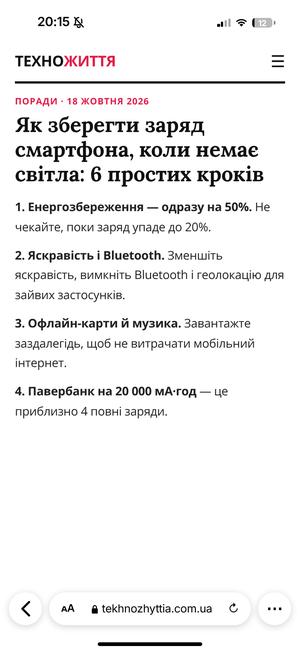 20:15
12
ТЕХНОЖИТТЯ
ПОРАДИ · 18 ЖОВТНЯ 2026
Як зберегти заряд
смартфона, коли немає
світла: 6 простих кроків
1. Енергозбереження — одразу на 50%. Не
чекайте, поки заряд упаде до 20%.
2. Яскравість і Bluetooth. Зменшіть
яскравість, вимкніть Bluetooth і геолокацію для
зайвих застосунків.
3. Офлайн-карти й музика. Завантажте
заздалегідь, щоб не витрачати мобільний
інтернет.
4. Павербанк на 20 000 мА·год — це
приблизно 4 повні заряди.
АА tekhnozhyttia.com.ua